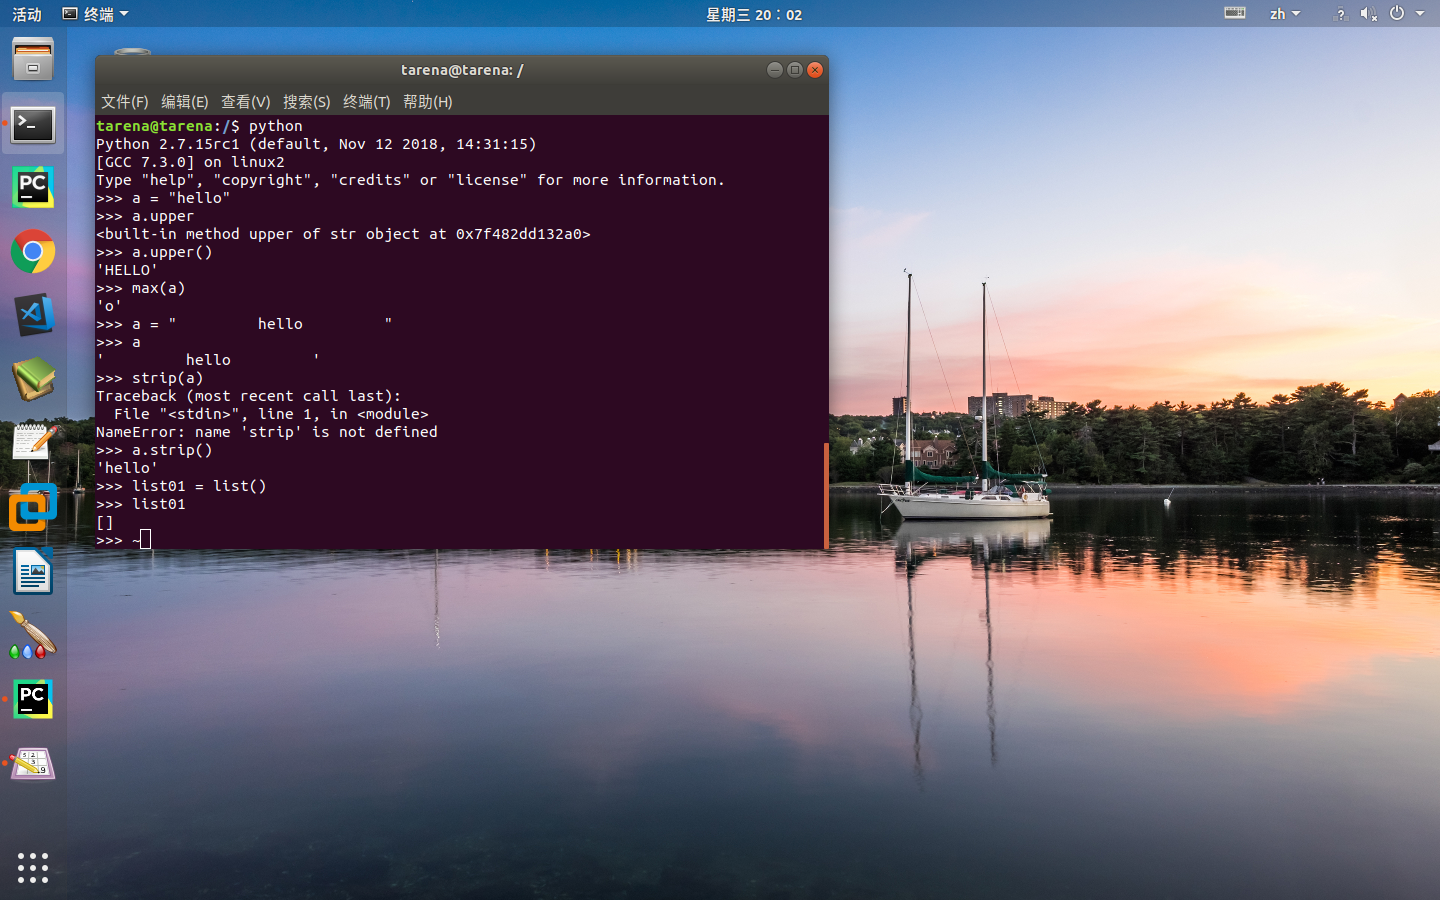 活动 终端 星期三 20：02 zh
tarena@tarena: /
文件(F) 编辑(E) 查看(V) 搜索(S) 终端(T) 帮助(H)
tarena@tarena:/$ python
Python 2.7.15rc1 (default, Nov 12 2018, 14:31:15)
[GCC 7.3.0] on linux2
Type "help", "copyright", "credits" or "license" for more information.
>>> a = "hello"
>>> a.upper
<built-in method upper of str object at 0x7f482dd132a0>
>>> a.upper()
'HELLO'
>>> max(a)
'o'
>>> a = "         hello         "
>>> a
'         hello         '
>>> strip(a)
Traceback (most recent call last):
  File "<stdin>", line 1, in <module>
NameError: name 'strip' is not defined
>>> a.strip()
'hello'
>>> list01 = list()
>>> list01
[]
>>> ~
PC
PC